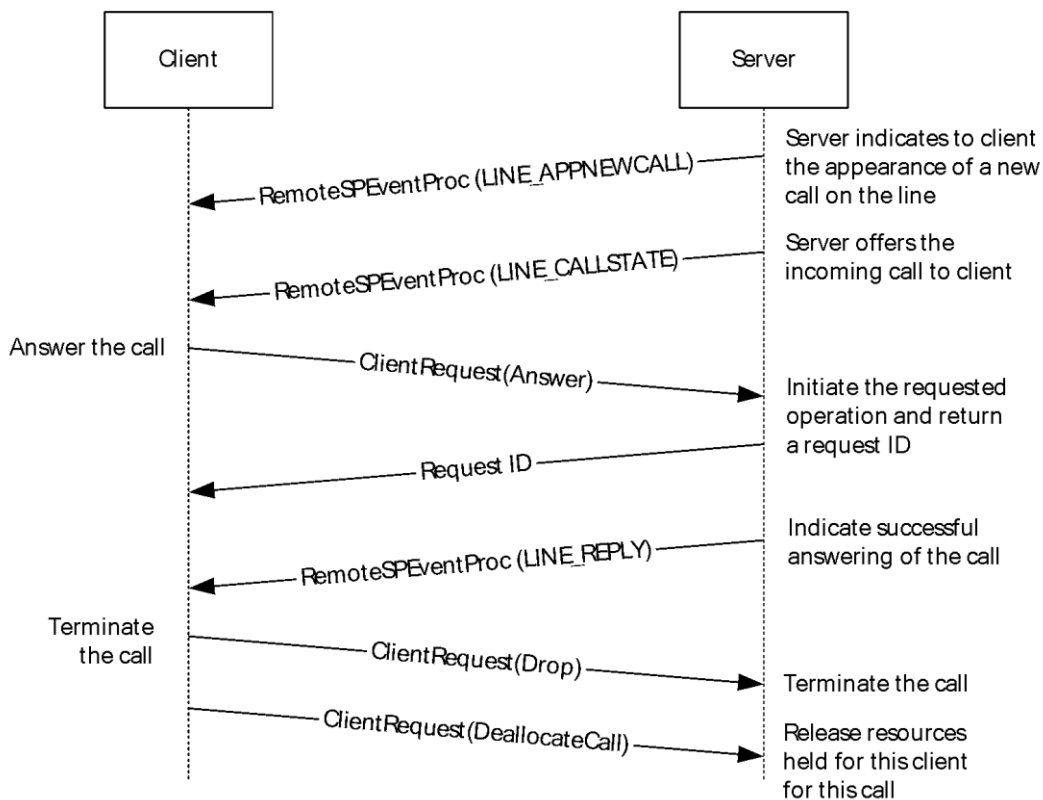 Client
Server
Server indicates to client
the appearance of a new
call on the line
RemoteSPEventProc (LINE_APPNEWCALL)
Server offers the
incoming call to client
RemoteSPEventProc (LINE_CALLSTATE)
Answer the call
ClientRequest(Answer)
Initiate the requested
operation and return
a request ID
Request ID
Indicate successful
answering of the call
RemoteSPEventProc (LINE_REPLY)
Terminate
the call
ClientRequest(Drop)
Terminate the call
ClientRequest(DeallocateCall)
Release resources
held for this client
for this call